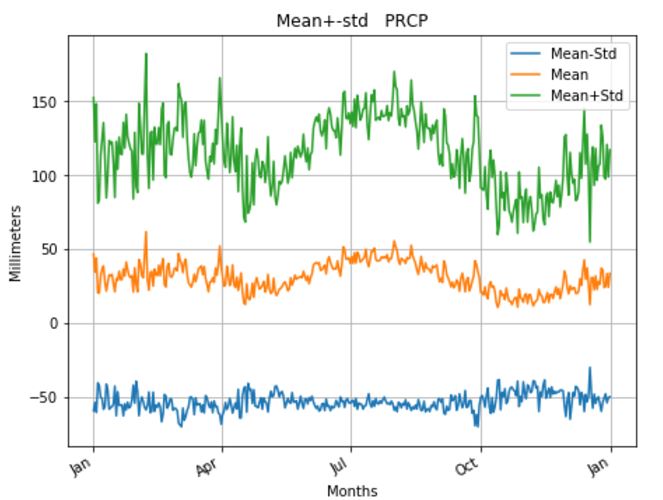 Mean+-std   PRCP
Mean-Std
Mean
Mean+Std
Millimeters
150
100
50
0
−50
Jan
Apr
Jul
Oct
Jan
Months